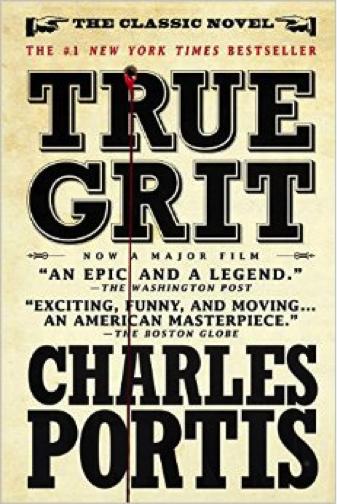 THE CLASSIC NOVEL
THE #1 NEW YORK TIMES BESTSELLER
TRUE
GRIT
NOW A MAJOR FILM
“AN EPIC AND A LEGEND.”
—THE WASHINGTON POST
“EXCITING, FUNNY, AND MOVING...
AN AMERICAN MASTERPIECE.”
—THE BOSTON GLOBE
CHARLES
PORTIS